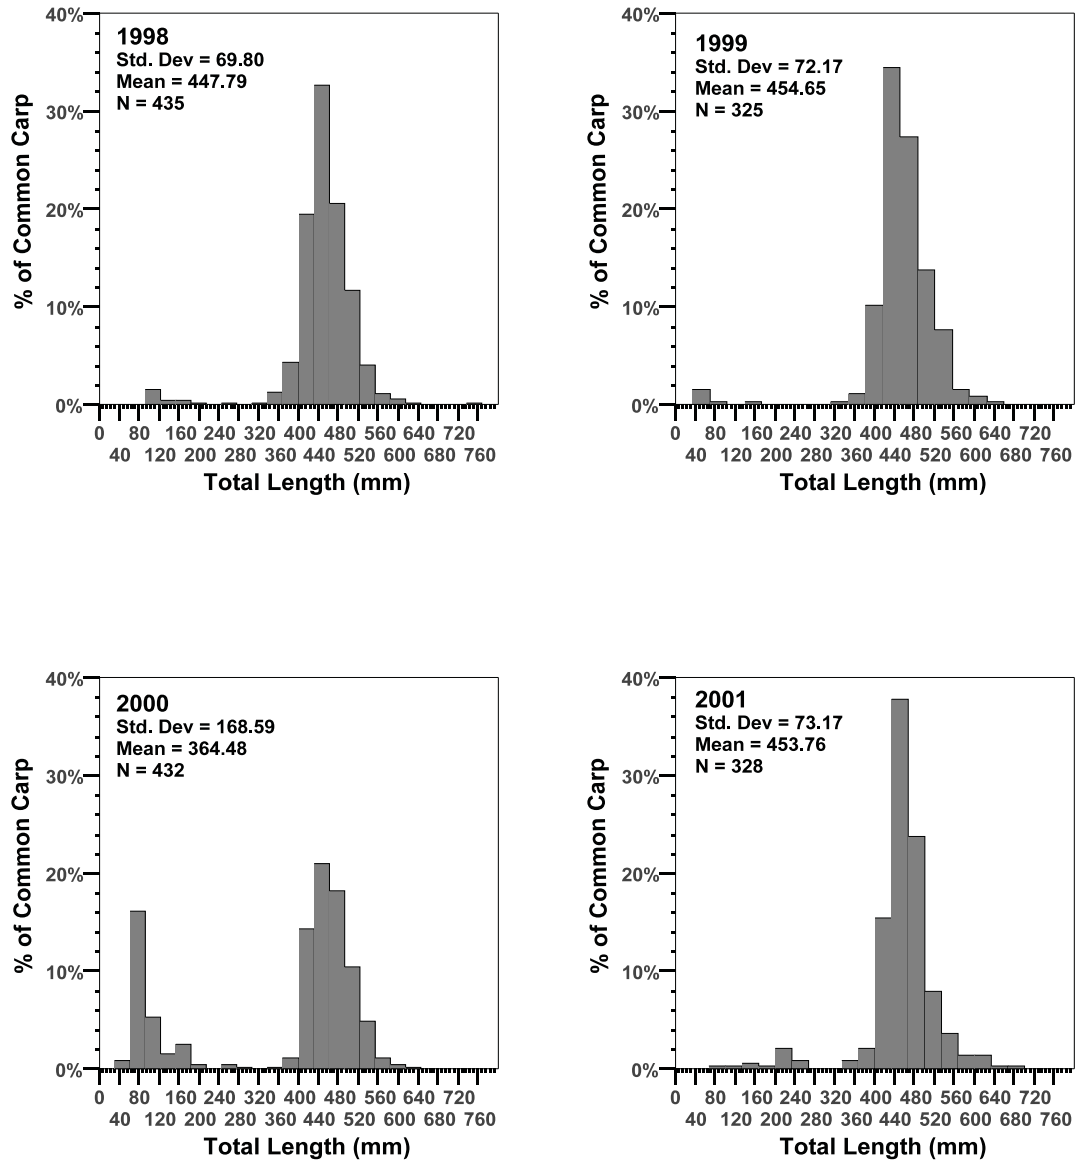 40%
30%
20%
10%
0%
% of Common Carp
1998
Std. Dev = 69.80
Mean = 447.79
N = 435
0 80 160 240 320 400 480 560 640 720
40 120 200 280 360 440 520 600 680 760
Total Length (mm)
40%
30%
20%
10%
0%
% of Common Carp
1999
Std. Dev = 72.17
Mean = 454.65
N = 325
0 80 160 240 320 400 480 560 640 720
40 120 200 280 360 440 520 600 680 760
Total Length (mm)
40%
30%
20%
10%
0%
% of Common Carp
2000
Std. Dev = 168.59
Mean = 364.48
N = 432
0 80 160 240 320 400 480 560 640 720
40 120 200 280 360 440 520 600 680 760
Total Length (mm)
40%
30%
20%
10%
0%
% of Common Carp
2001
Std. Dev = 73.17
Mean = 453.76
N = 328
0 80 160 240 320 400 480 560 640 720
40 120 200 280 360 440 520 600 680 760
Total Length (mm)